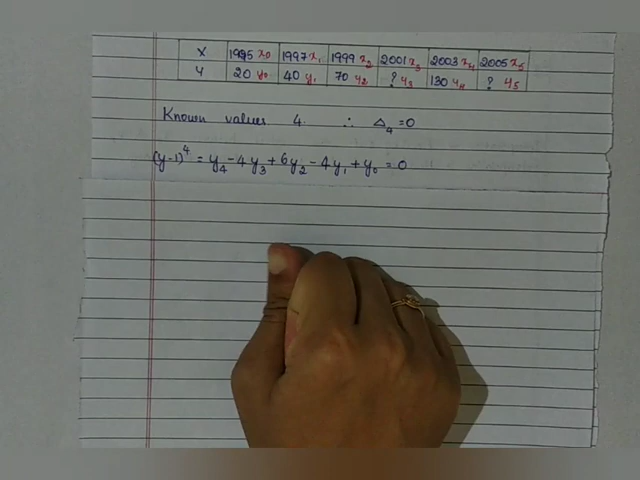 X 1995 x₀ 1997 x₁ 1999 x₂ 2001 x₃ 2003 x₄ 2005 x₅
Y 20 y₀ 40 y₁ 70 y₂ ? y₃ 130 y₄ ? y₅
Known values 4 ∴ Δ₄ = 0
(y-1)⁴ = y₄ - 4y₃ + 6y₂ - 4y₁ + y₀ = 0